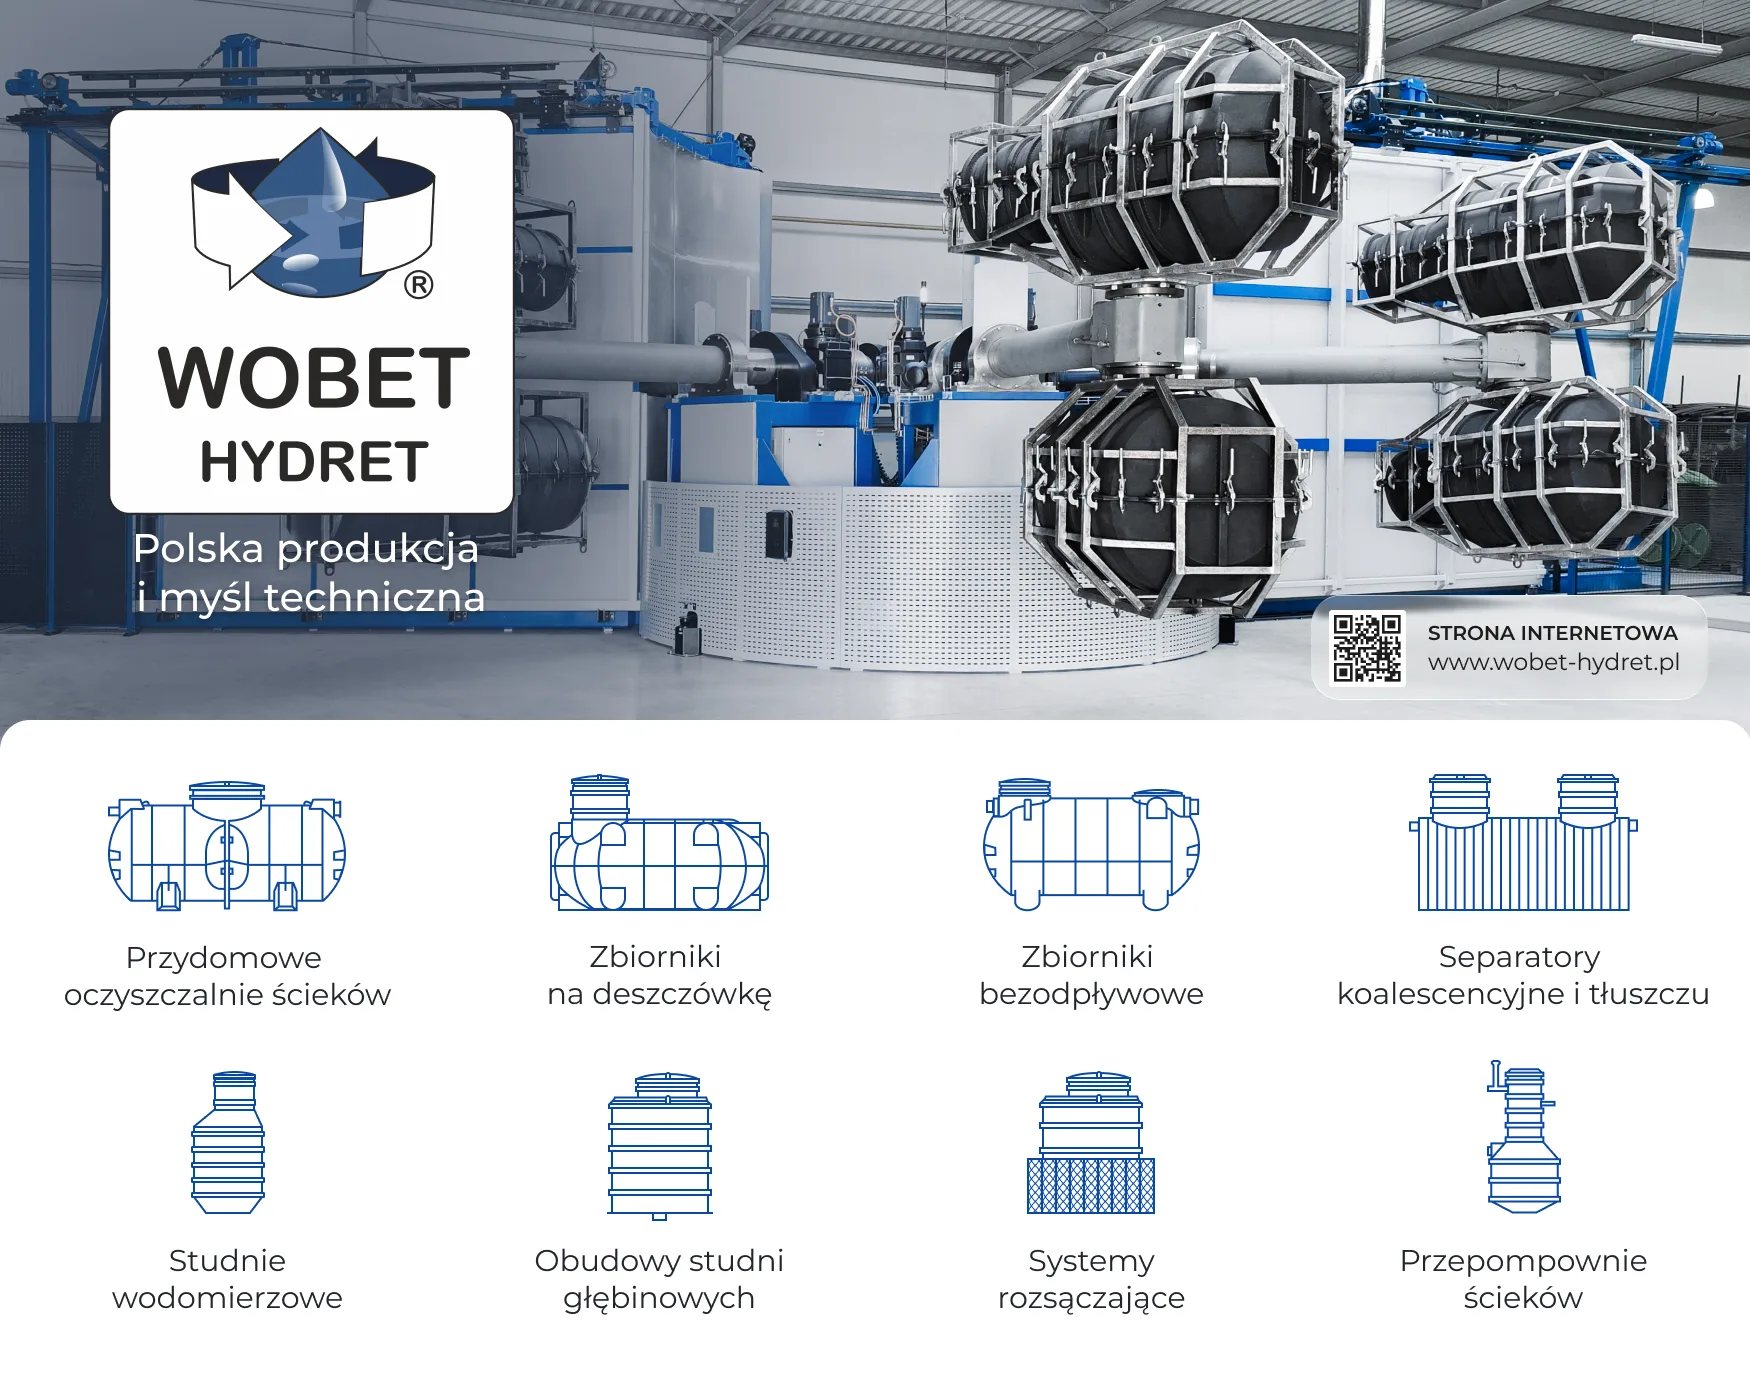 ®
WOBET
HYDRET
Polska produkcja
i myśl techniczna
STRONA INTERNETOWA
www.wobet-hydret.pl
Przydomowe
oczyszczalnie ścieków
Zbiorniki
na deszczówkę
Zbiorniki
bezodpływowe
Separatory
koalescencyjne i tłuszczu
Studnie
wodomierzowe
Obudowy studni
głębinowych
Systemy
rozsączające
Przepompownie
ścieków